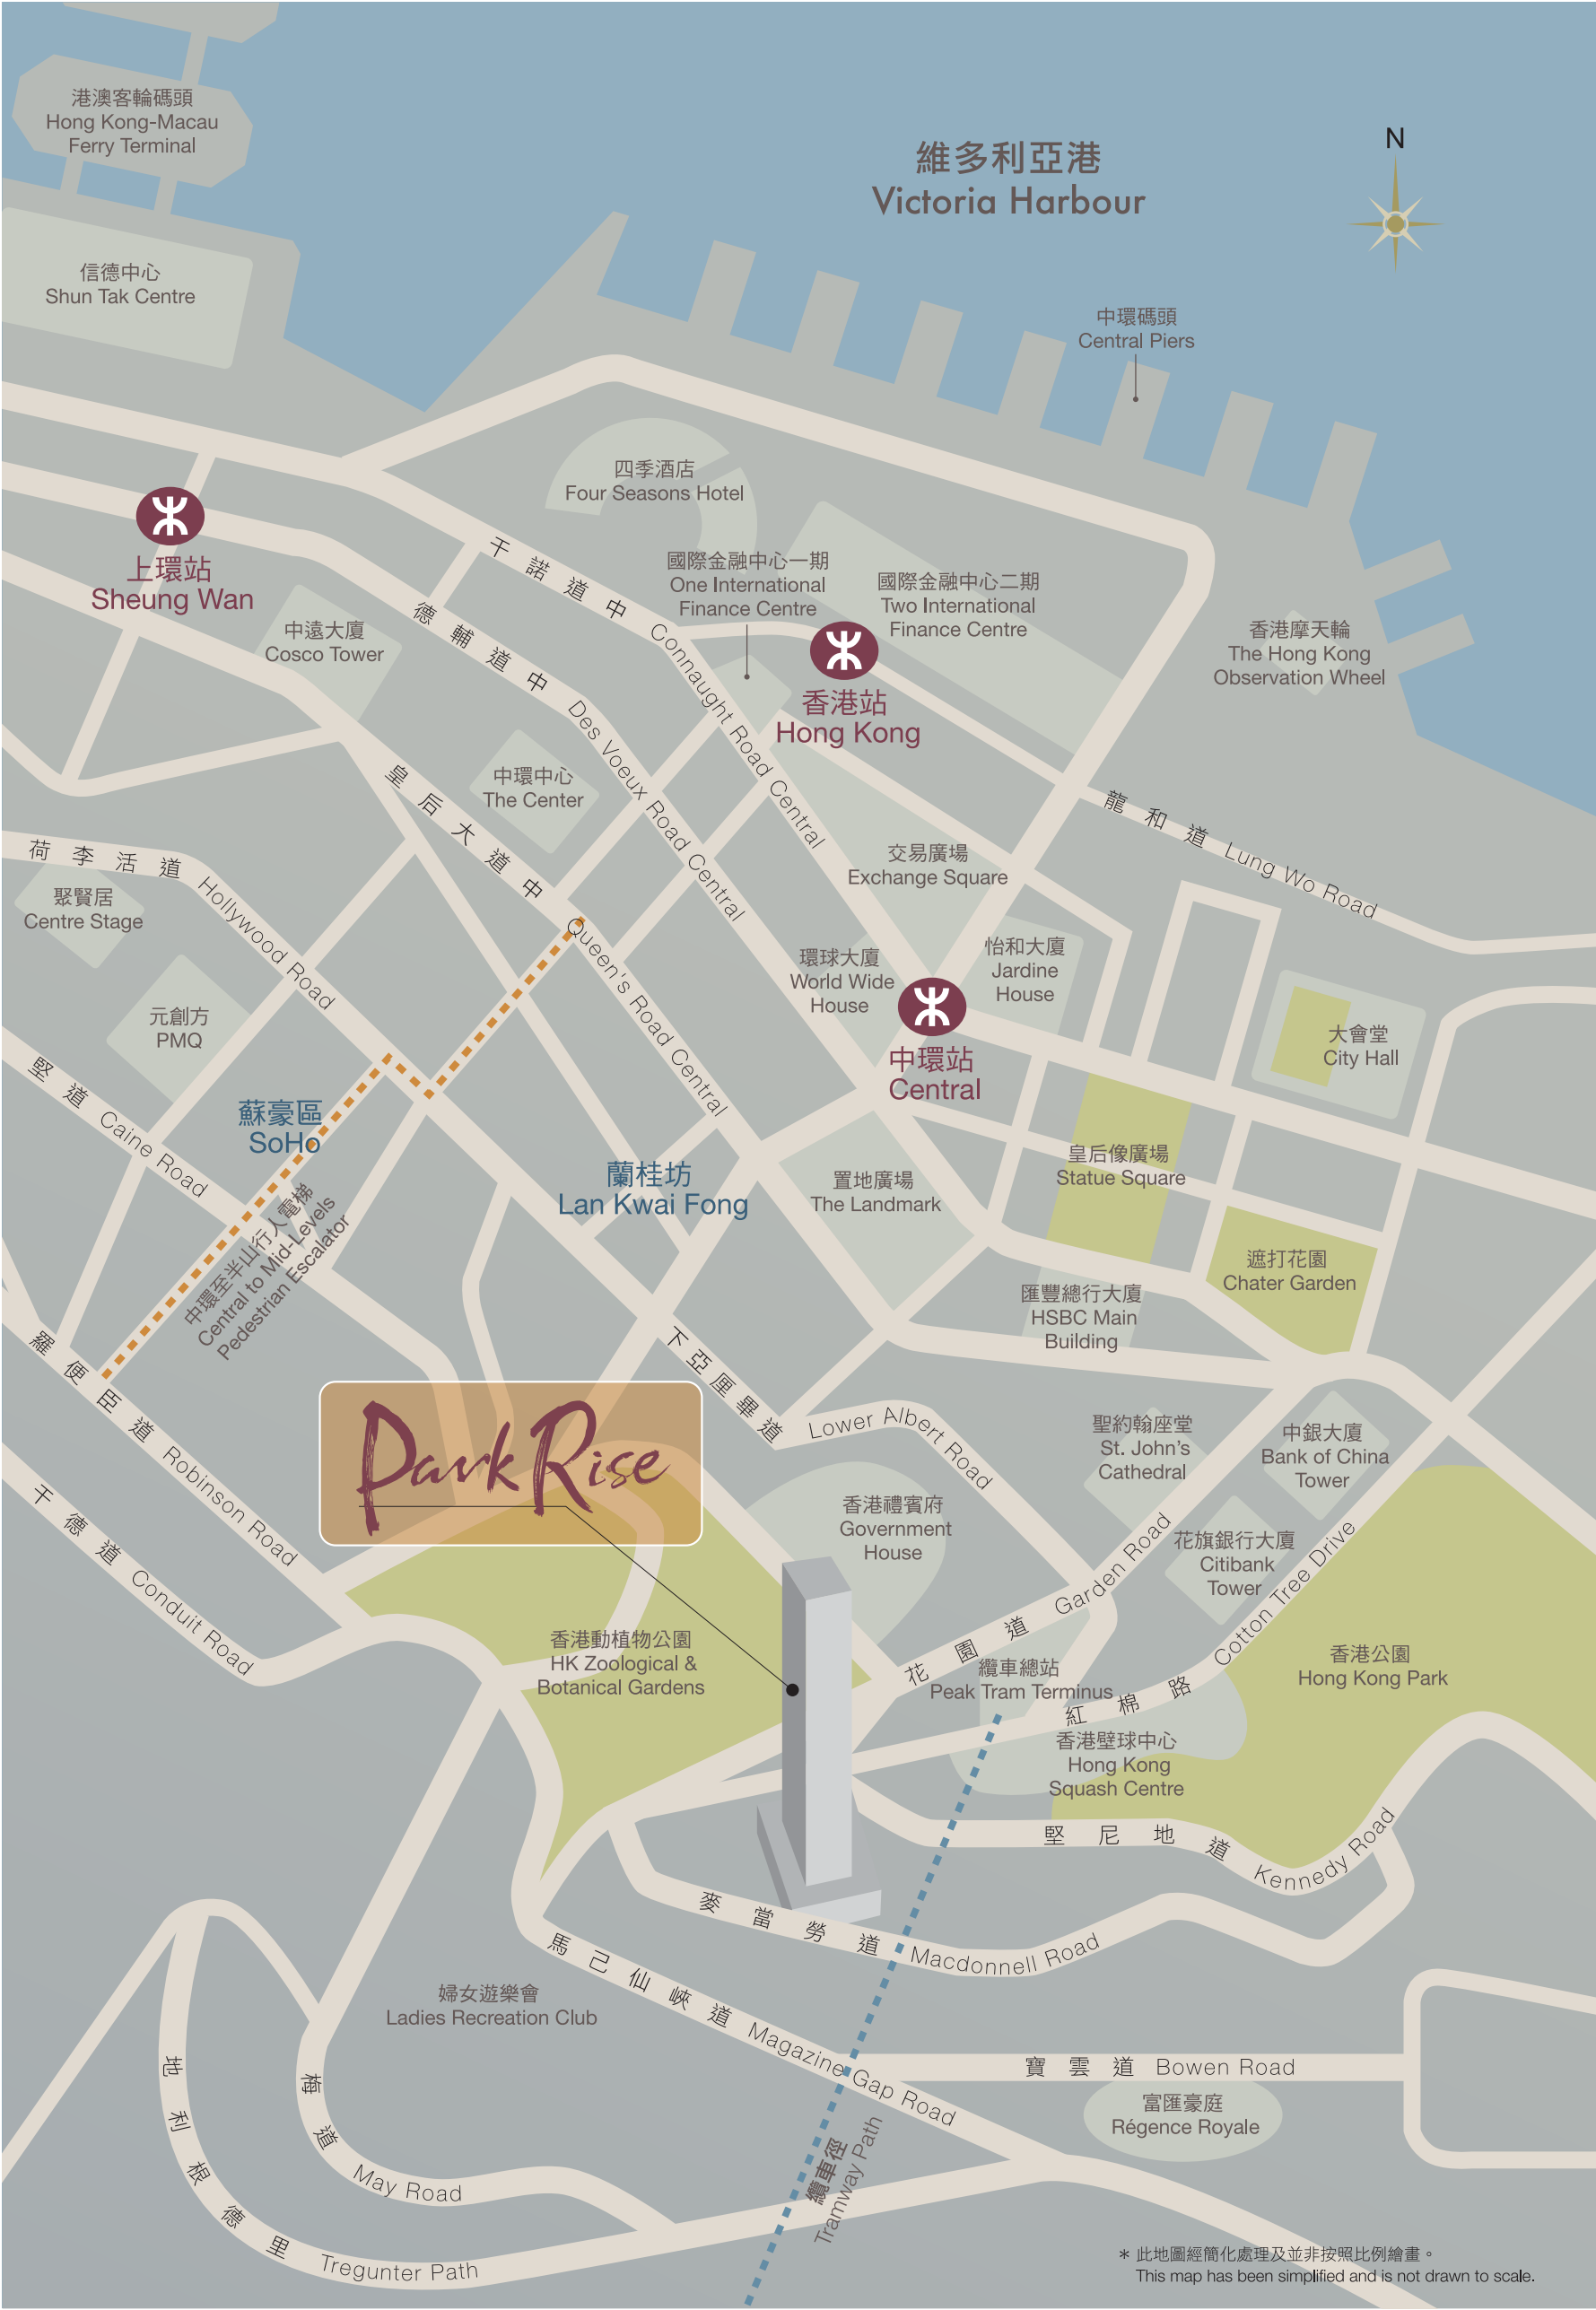 港澳客輪碼頭
Hong Kong-Macau
Ferry Terminal
維多利亞港
Victoria Harbour
N
信德中心
Shun Tak Centre
中環碼頭
Central Piers
四季酒店
Four Seasons Hotel
上環站
Sheung Wan
干諾道中 Connaught Road Central
國際金融中心一期
One International
Finance Centre
國際金融中心二期
Two International
Finance Centre
香港摩天輪
The Hong Kong
Observation Wheel
中遠大廈
Cosco Tower
德輔道中 Des Voeux Road Central
香港站
Hong Kong
中環中心
The Center
皇后大道中 Queen's Road Central
龍和道 Lung Wo Road
荷李活道 Hollywood Road
聚賢居
Centre Stage
交易廣場
Exchange Square
環球大廈
World Wide
House
怡和大廈
Jardine
House
元創方
PMQ
大會堂
City Hall
中環站
Central
堅道 Caine Road
蘇豪區
SoHo
蘭桂坊
Lan Kwai Fong
置地廣場
The Landmark
皇后像廣場
Statue Square
中環至半山行人電梯
Central to Mid-Levels
Pedestrian Escalator
遮打花園
Chater Garden
匯豐總行大廈
HSBC Main
Building
羅便臣道 Robinson Road
下亞厘畢道 Lower Albert Road
Park Rise
聖約翰座堂
St. John's
Cathedral
中銀大廈
Bank of China
Tower
干德道 Conduit Road
香港禮賓府
Government
House
花旗銀行大廈
Citibank
Tower
花園道 Garden Road
紅棉路 Cotton Tree Drive
香港動植物公園
HK Zoological &
Botanical Gardens
纜車總站
Peak Tram Terminus
香港公園
Hong Kong Park
香港壁球中心
Hong Kong
Squash Centre
堅尼地道 Kennedy Road
麥當勞道 Macdonnell Road
馬己仙峽道 Magazine Gap Road
婦女遊樂會
Ladies Recreation Club
寶雲道 Bowen Road
富匯豪庭
Régence Royale
地利根德里 Tregunter Path
梅道 May Road
纜車徑
Tramway Path
* 此地圖經簡化處理及並非按照比例繪畫。
This map has been simplified and is not drawn to scale.